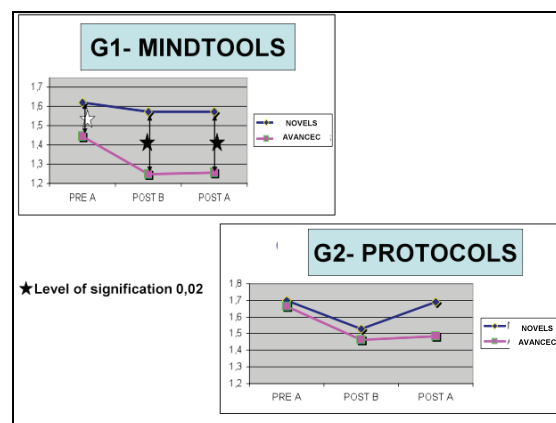 G1- MINDTOOLS
1,7
1,6
1,5
1,4
1,3
1,2
PRE A
POST B
POST A
NOVELS
AVANCEC
★Level of signification 0,02
G2- PROTOCOLS
1,8
1,7
1,6
1,5
1,4
1,3
1,2
PRE A
POST B
POST A
NOVELS
AVANCEC